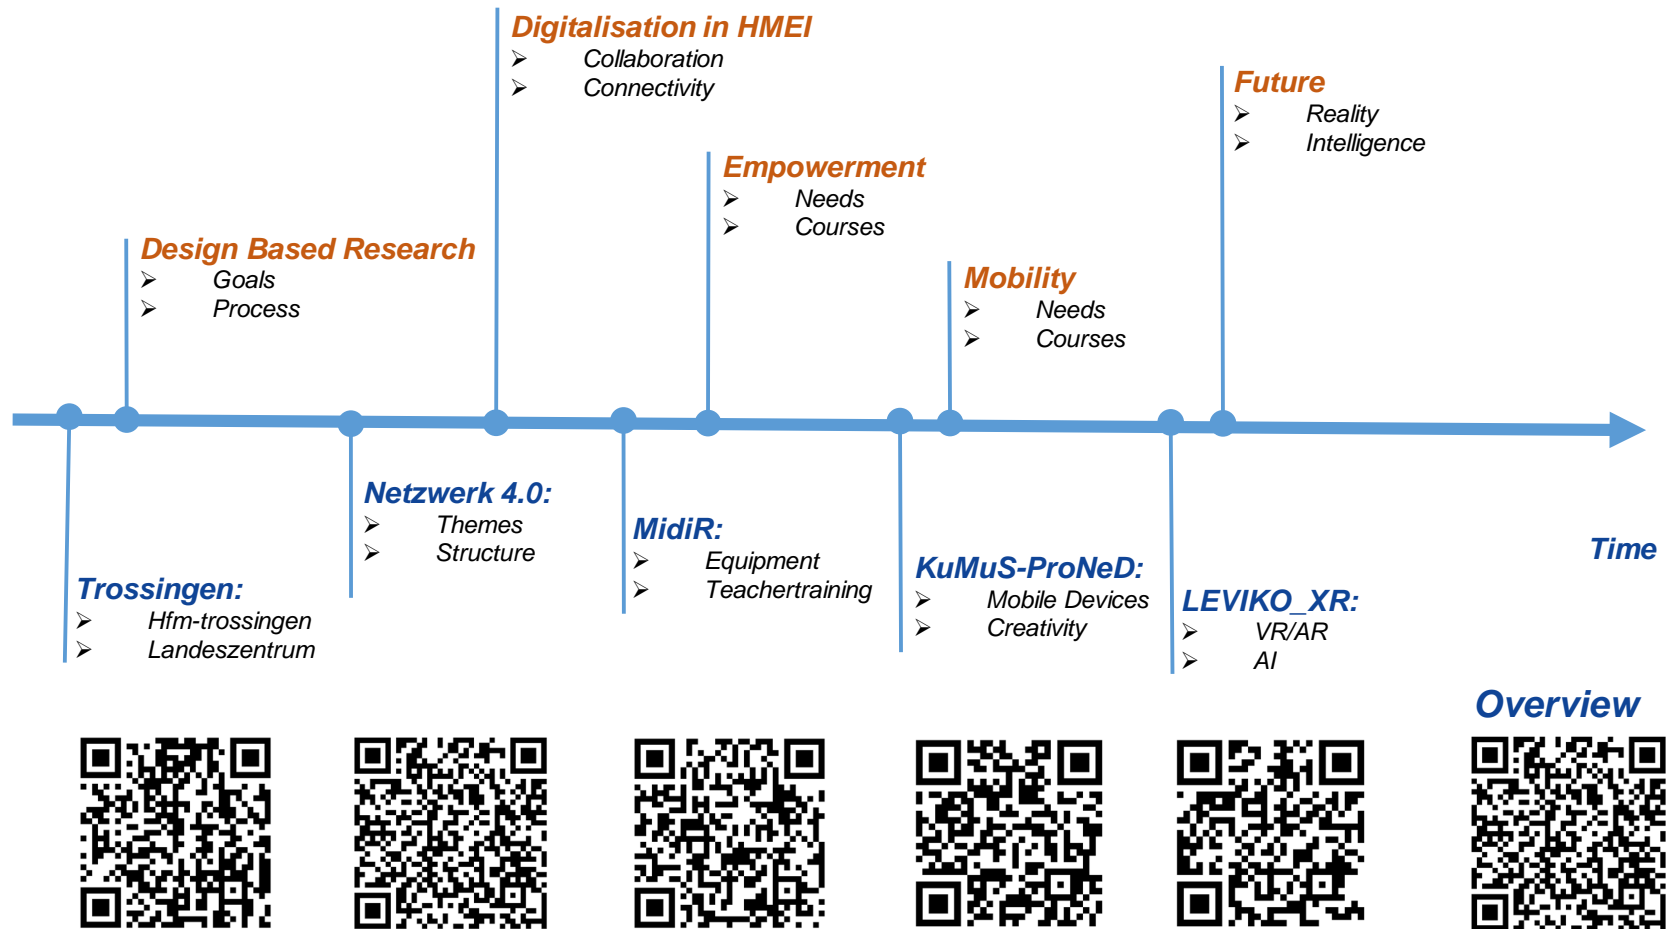 Digitalisation in HMEI
➢ Collaboration
➢ Connectivity
Future
➢ Reality
➢ Intelligence
Empowerment
➢ Needs
➢ Courses
Design Based Research
➢ Goals
➢ Process
Mobility
➢ Needs
➢ Courses
Netzwerk 4.0:
➢ Themes
➢ Structure
MidiR:
➢ Equipment
➢ Teachertraining
Time
KuMuS-ProNeD:
➢ Mobile Devices
➢ Creativity
Trossingen:
➢ Hfm-trossingen
➢ Landeszentrum
LEVIKO_XR:
➢ VR/AR
➢ AI
Overview